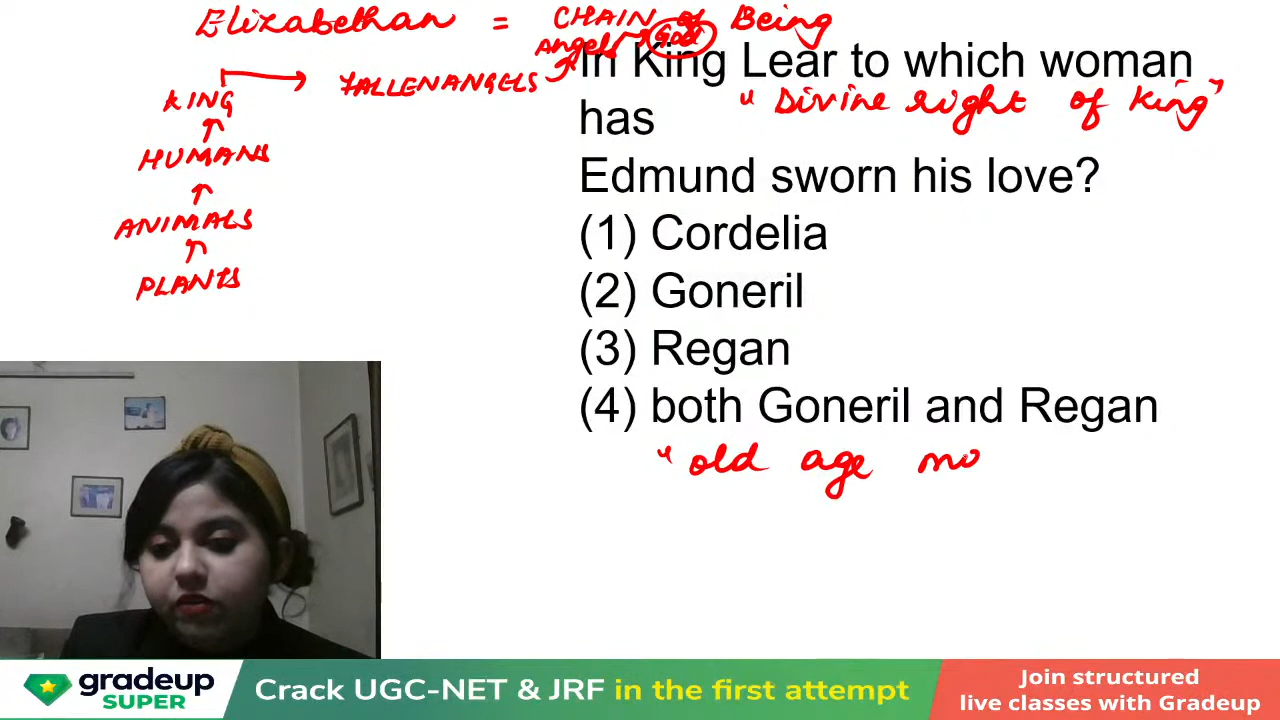 Elizabethan = CHAIN of Being
Angels → God
KING → FALLENANGELS ↗
↑
HUMANS
↑
ANIMALS
↑
PLANTS
In King Lear to which woman
"Divine right of King"
has
Edmund sworn his love?
(1) Cordelia
(2) Goneril
(3) Regan
(4) both Goneril and Regan
"old age mo
gradeup
SUPER
Crack UGC-NET & JRF in the first attempt
Join structured
live classes with Gradeup